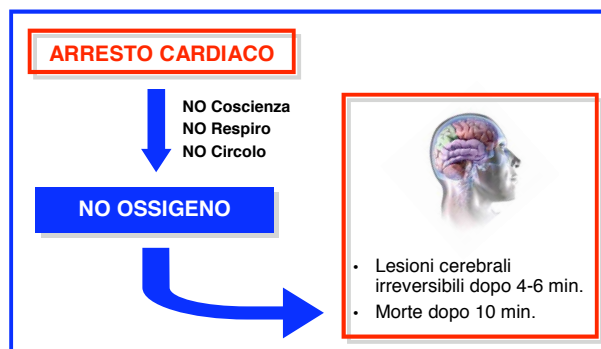 ARRESTO CARDIACO
NO Coscienza
NO Respiro
NO Circolo
NO OSSIGENO
• Lesioni cerebrali
irreversibili dopo 4-6 min.
• Morte dopo 10 min.